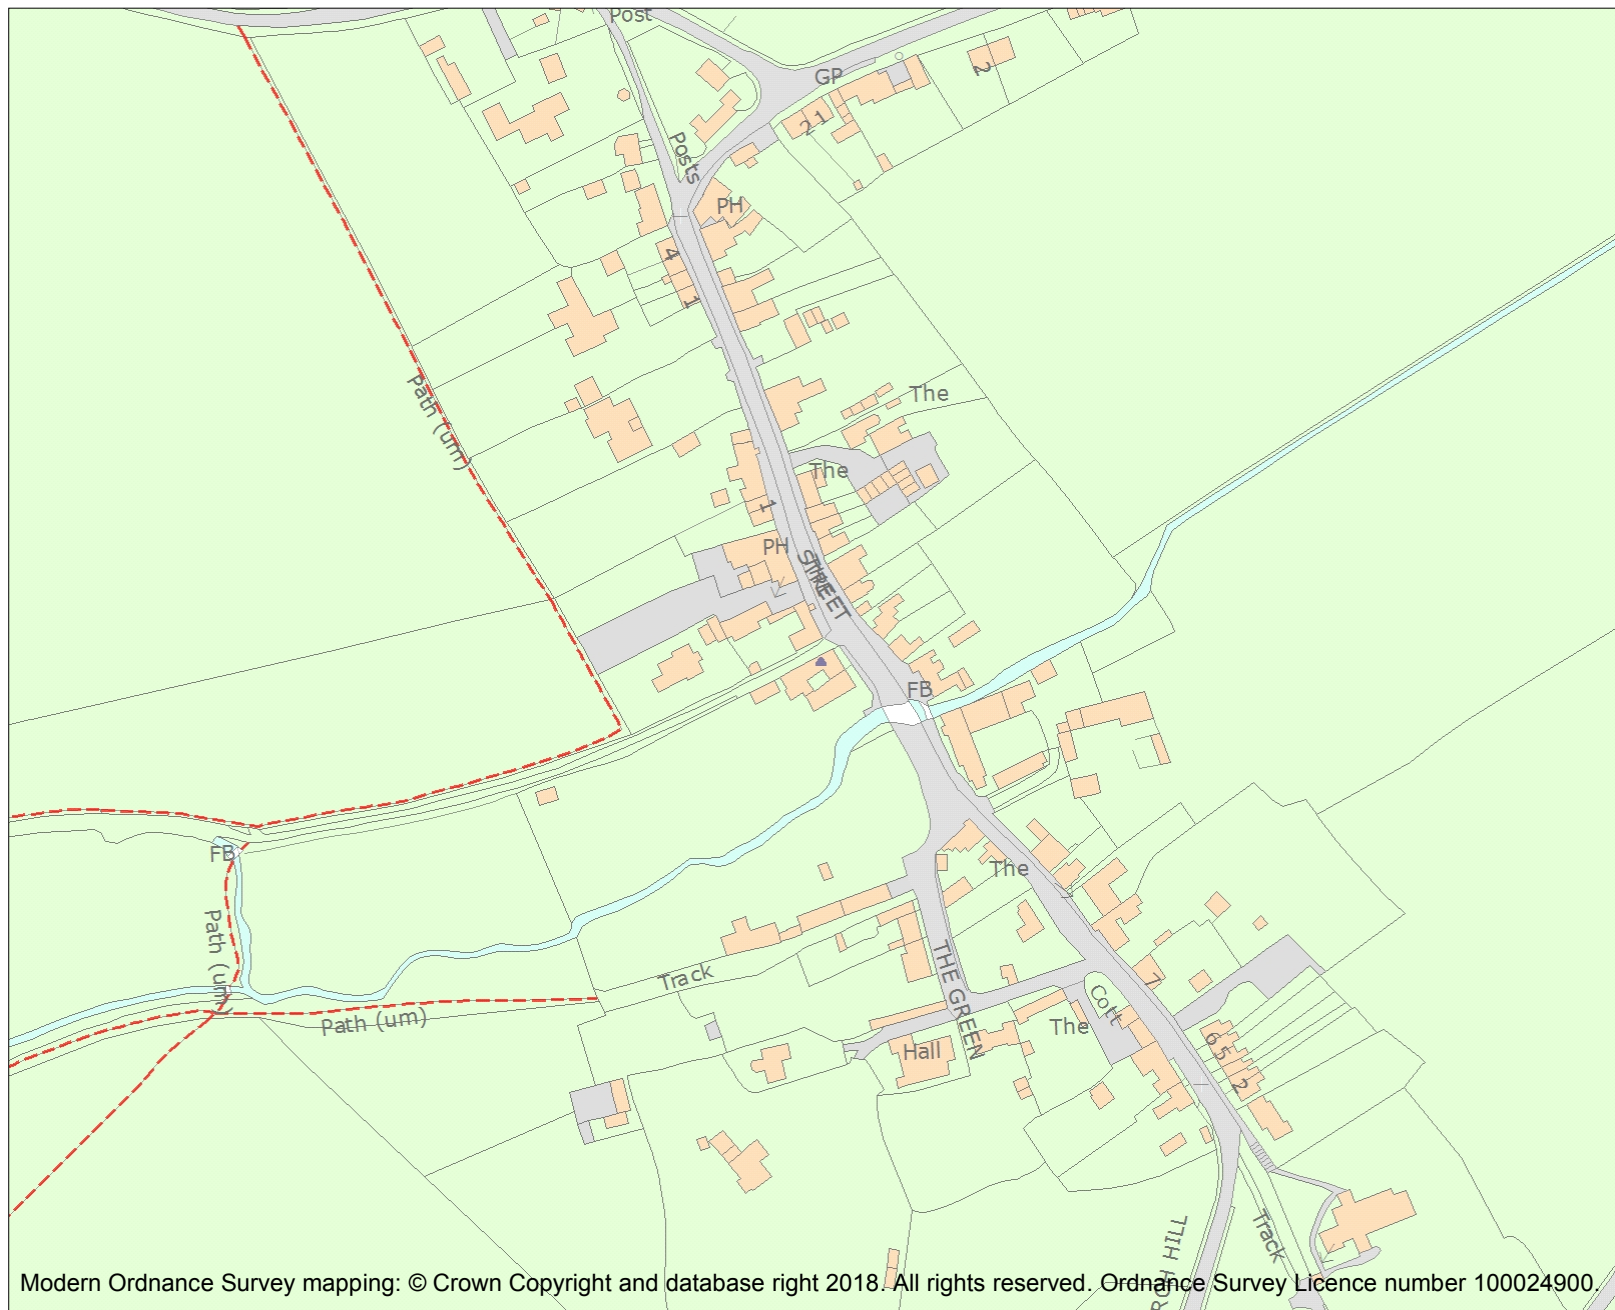 Post
GP
2
2 1
Posts
PH
4
1
Path (um)
The
The
1
PH
THE
STREET
FB
FB
The
Path (um)
Track
THE GREEN
7
Cott
Path (um)
The
Hall
6 5
2
Track
RCH HILL
Modern Ordnance Survey mapping: © Crown Copyright and database right 2018. All rights reserved. Ordnance Survey Licence number 100024900.